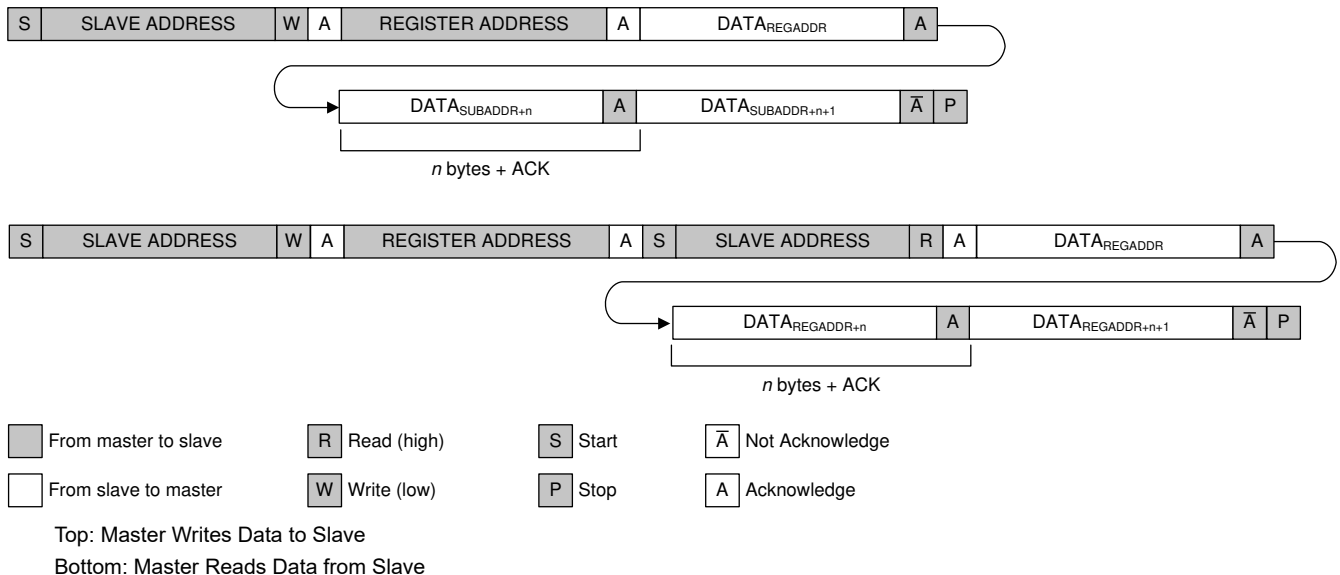 S SLAVE ADDRESS W A REGISTER ADDRESS A DATAREGADDR A
DATASUBADDR+n A DATASUBADDR+n+1 A̅ P
n bytes + ACK
S SLAVE ADDRESS W A REGISTER ADDRESS A S SLAVE ADDRESS R A DATAREGADDR A
DATAREGADDR+n A DATAREGADDR+n+1 A̅ P
n bytes + ACK
From master to slave R Read (high) S Start A̅ Not Acknowledge
From slave to master W Write (low) P Stop A Acknowledge
Top: Master Writes Data to Slave
Bottom: Master Reads Data from Slave